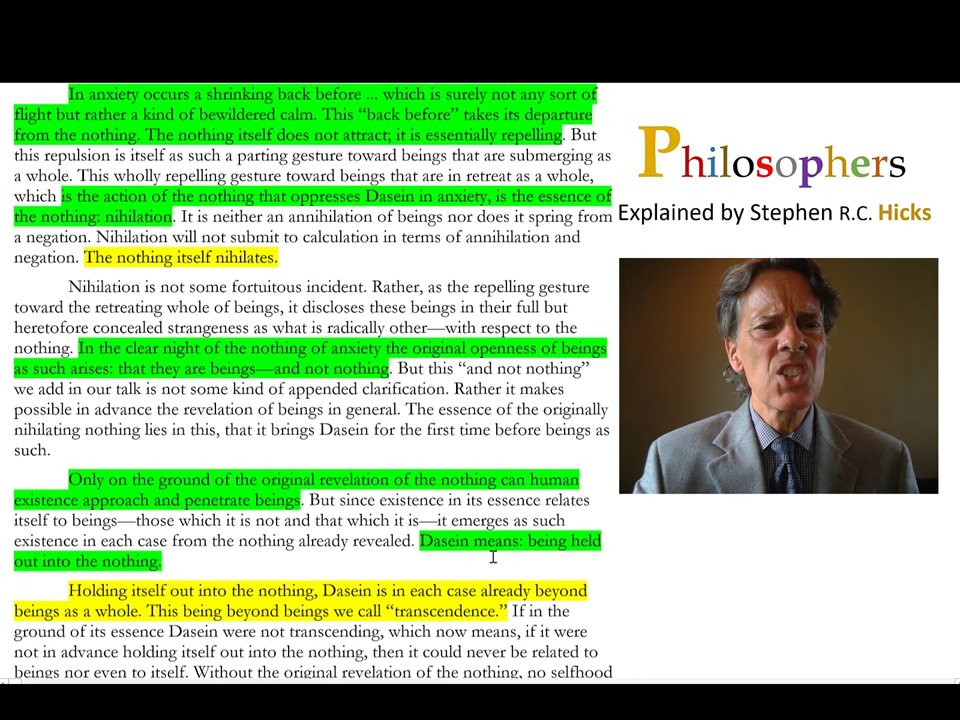 In anxiety occurs a shrinking back before ... which is surely not any sort of
flight but rather a kind of bewildered calm. This “back before” takes its departure
from the nothing. The nothing itself does not attract; it is essentially repelling. But
this repulsion is itself as such a parting gesture toward beings that are submerging as
a whole. This wholly repelling gesture toward beings that are in retreat as a whole,
which is the action of the nothing that oppresses Dasein in anxiety, is the essence of
the nothing: nihilation. It is neither an annihilation of beings nor does it spring from
a negation. Nihilation will not submit to calculation in terms of annihilation and
negation. The nothing itself nihilates.
Nihilation is not some fortuitous incident. Rather, as the repelling gesture
toward the retreating whole of beings, it discloses these beings in their full but
heretofore concealed strangeness as what is radically other—with respect to the
nothing. In the clear night of the nothing of anxiety the original openness of beings
as such arises: that they are beings—and not nothing. But this “and not nothing”
we add in our talk is not some kind of appended clarification. Rather it makes
possible in advance the revelation of beings in general. The essence of the originally
nihilating nothing lies in this, that it brings Dasein for the first time before beings as
such.
Only on the ground of the original revelation of the nothing can human
existence approach and penetrate beings. But since existence in its essence relates
itself to beings—those which it is not and that which it is—it emerges as such
existence in each case from the nothing already revealed. Dasein means: being held
out into the nothing.
Holding itself out into the nothing, Dasein is in each case already beyond
beings as a whole. This being beyond beings we call “transcendence.” If in the
ground of its essence Dasein were not transcending, which now means, if it were
not in advance holding itself out into the nothing, then it could never be related to
beings nor even to itself. Without the original revelation of the nothing, no selfhood
Philosophers
Explained by Stephen R.C. Hicks